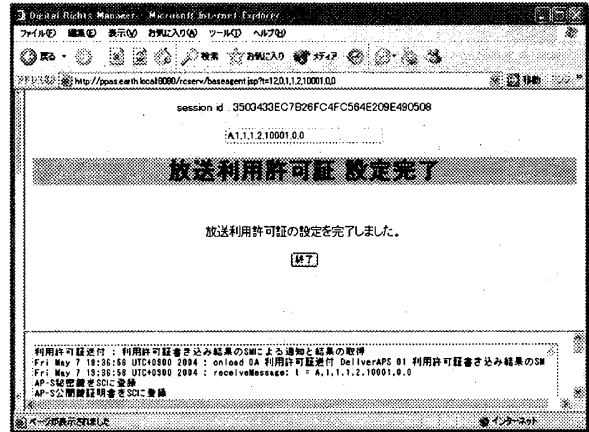 Digital Rights Manager - Microsoft Internet Explorer
ファイル(F) 編集(E) 表示(V) お気に入り(A) ツール(T) ヘルプ(H)
戻る 検索 お気に入り メディア
http://ppas.earth.local:8080/rcserv/baseagent.jsp?t=12,0,1,1,2,10001,0,0 移動
session id : 3503433EC7B26FC4FC564E209E490508
A,1,1,1,2,10001,0,0
放送利用許可証 設定完了
放送利用許可証の設定を完了しました。
終了
利用許可証送付 : 利用許可証書き込み結果のSMIによる通知と結果の取得
Fri May 7 19:36:58 UTC+0900 2004 : onload OA 利用許可証送付 DeliverAPS 01 利用許可証書き込み結果のSM
Fri May 7 19:36:58 UTC+0900 2004 : receiveMessage: t = A,1,1,1,2,10001,0,0
AP-S秘密鍵をSCIに登録
AP-S公開鍵証明書をSCIに登録
ページが表示されました
インターネット